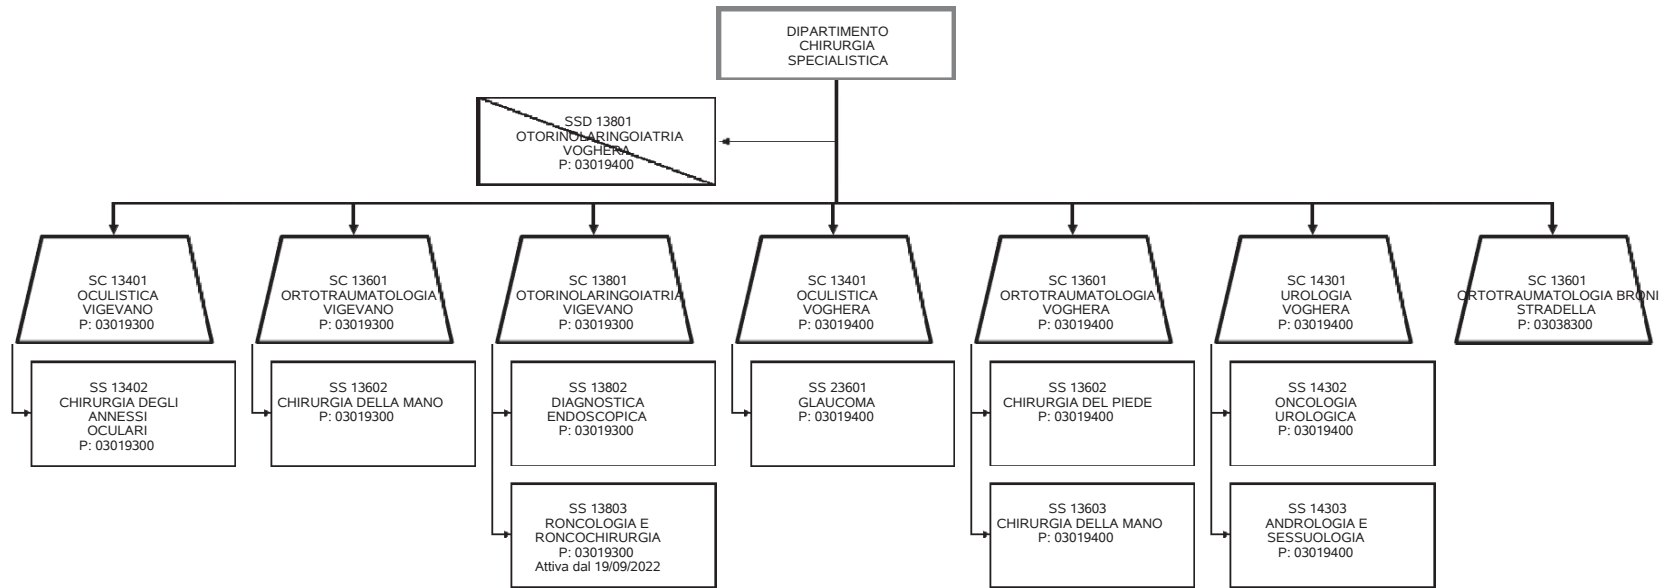 DIPARTIMENTO
CHIRURGIA
SPECIALISTICA
SSD 13801
OTORINOLARINGOIATRIA
VOGHERA
P: 03019400
SC 13401
OCULISTICA
VIGEVANO
P: 03019300
SC 13601
ORTOTRAUMATOLOGIA
VIGEVANO
P: 03019300
SC 13801
OTORINOLARINGOIATRIA
VIGEVANO
P: 03019300
SC 13401
OCULISTICA
VOGHERA
P: 03019400
SC 13601
ORTOTRAUMATOLOGIA
VOGHERA
P: 03019400
SC 14301
UROLOGIA
VOGHERA
P: 03019400
SC 13601
ORTOTRAUMATOLOGIA BRONI
STRADELLA
P: 03038300
SS 13402
CHIRURGIA DEGLI
ANNESSI
OCULARI
P: 03019300
SS 13602
CHIRURGIA DELLA MANO
P: 03019300
SS 13802
DIAGNOSTICA
ENDOSCOPICA
P: 03019300
SS 23601
GLAUCOMA
P: 03019400
SS 13602
CHIRURGIA DEL PIEDE
P: 03019400
SS 14302
ONCOLOGIA
UROLOGICA
P: 03019400
SS 13803
RONCOLOGIA E
RONCOCHIRURGIA
P: 03019300
Attiva dal 19/09/2022
SS 13603
CHIRURGIA DELLA MANO
P: 03019400
SS 14303
ANDROLOGIA E
SESSUOLOGIA
P: 03019400